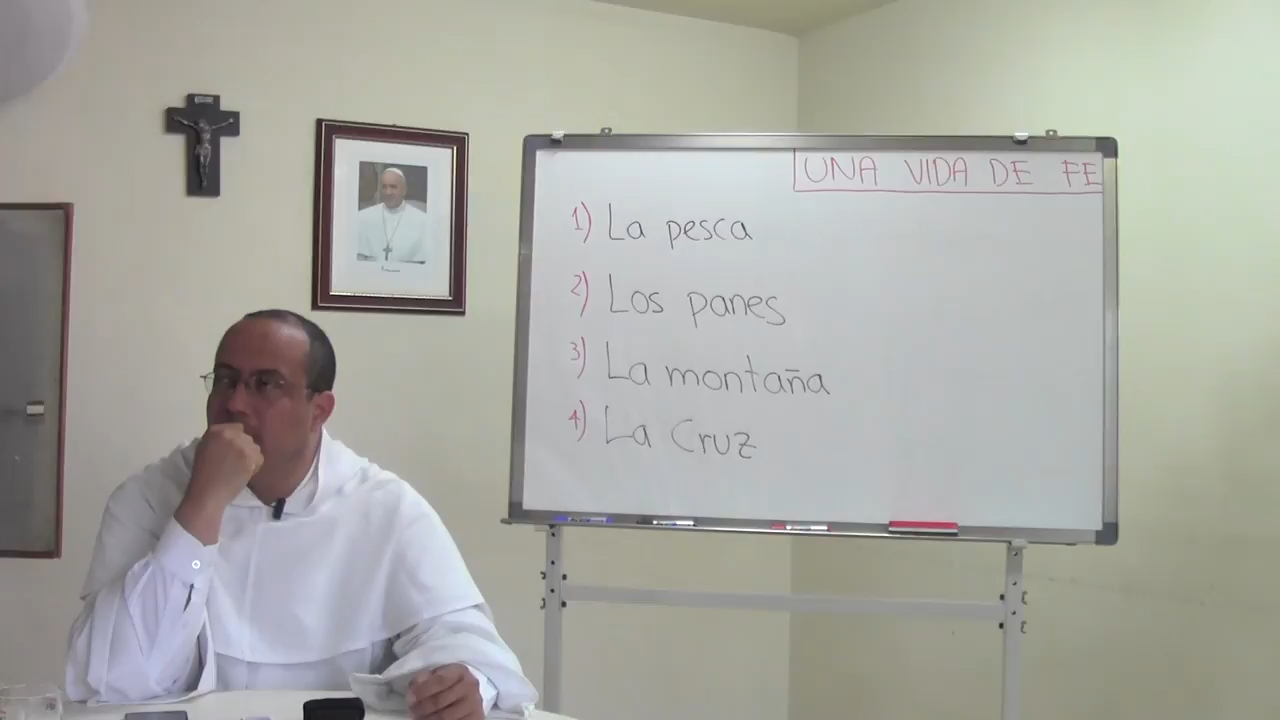 UNA VIDA DE FE
1) La pesca
2) Los panes
3) La montaña
4) La Cruz